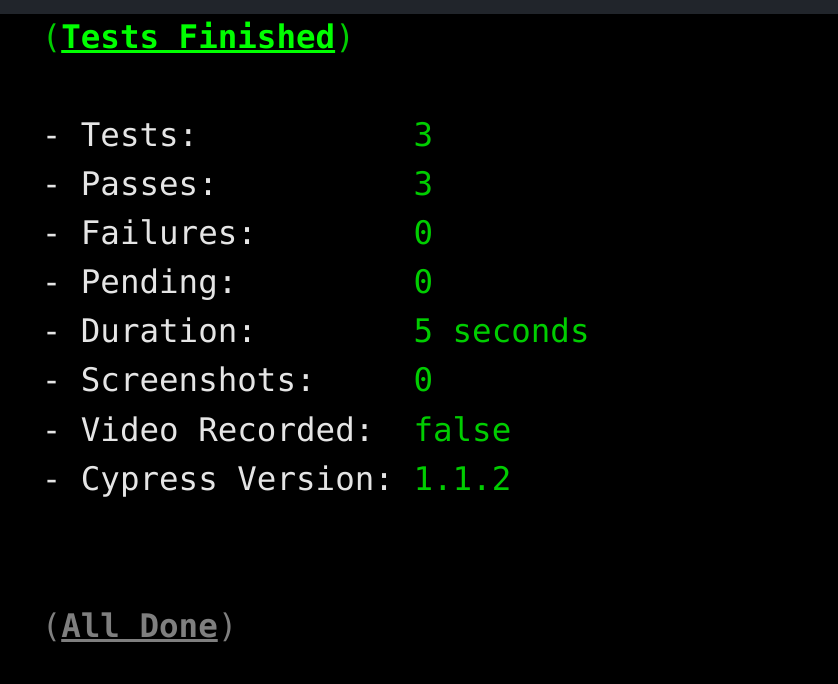 (Tests Finished)
- Tests: 3
- Passes: 3
- Failures: 0
- Pending: 0
- Duration: 5 seconds
- Screenshots: 0
- Video Recorded: false
- Cypress Version: 1.1.2
(All Done)